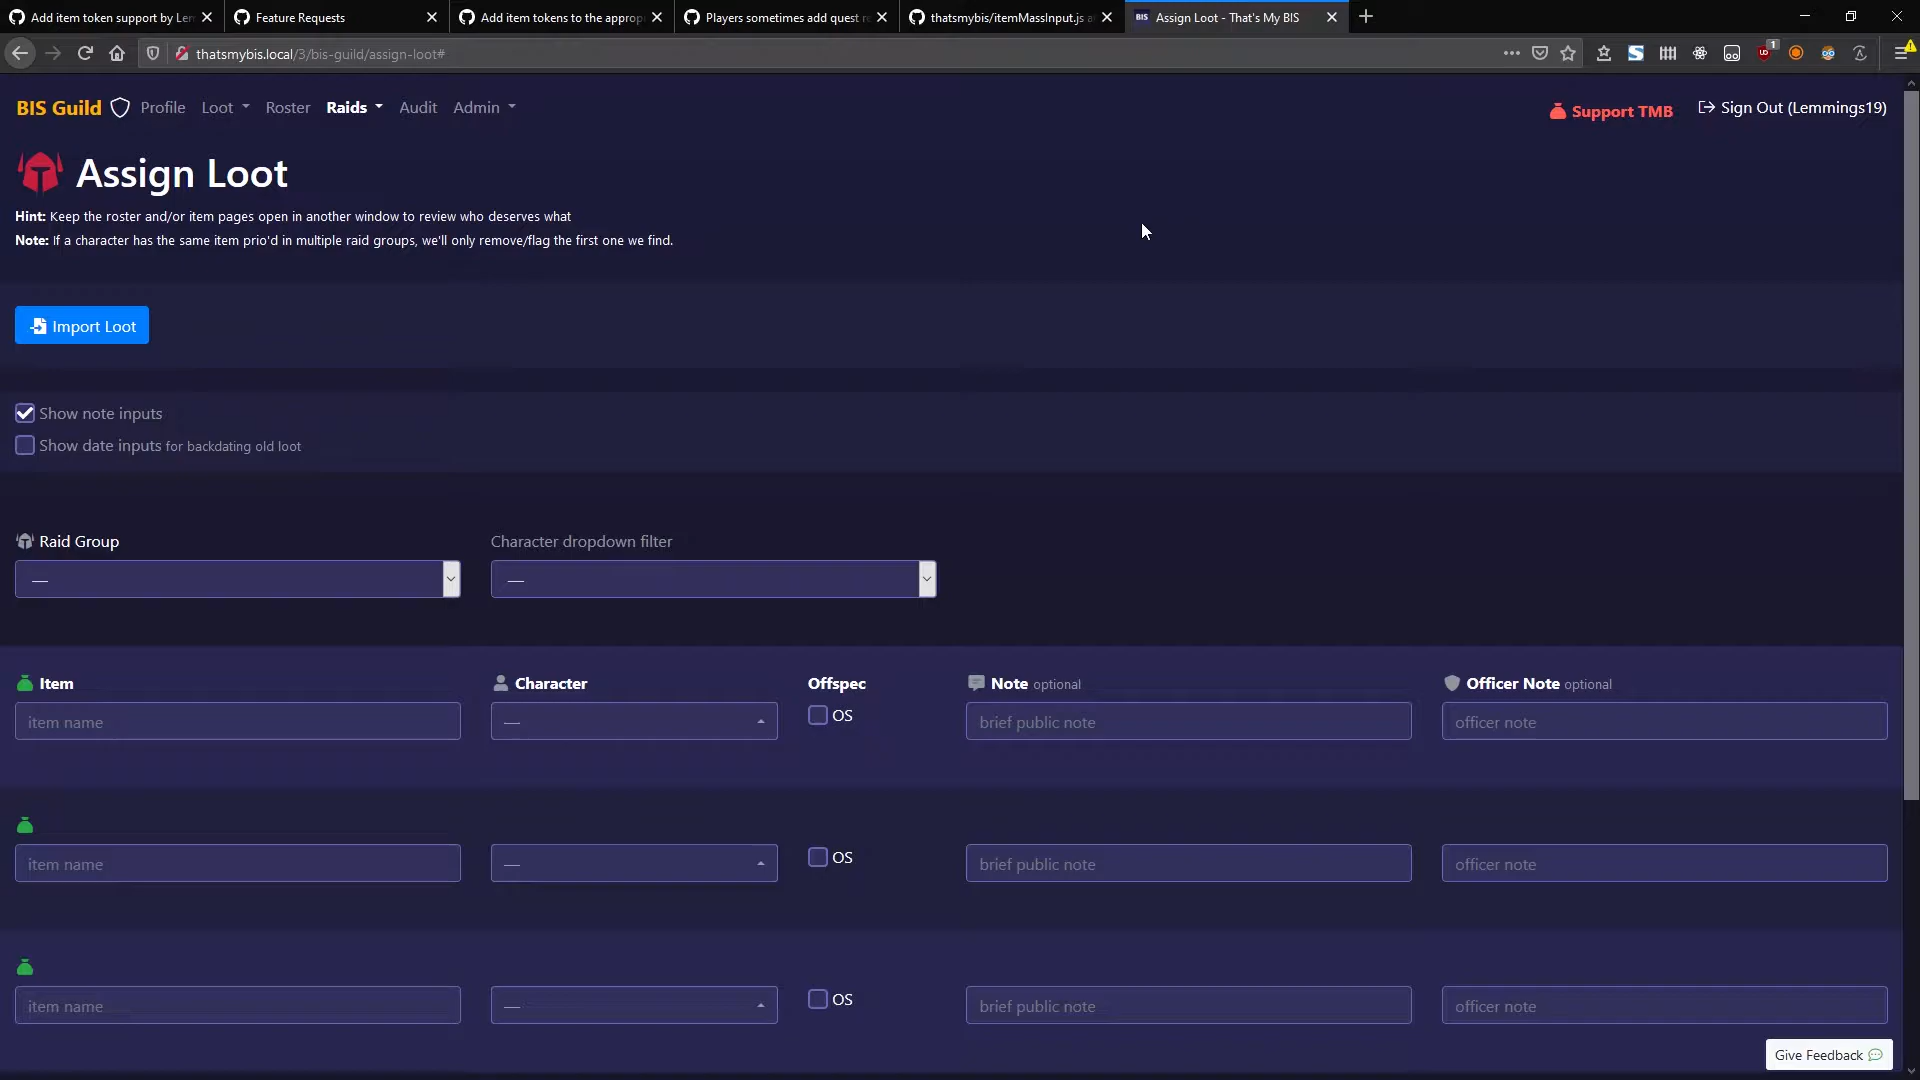 Add item token support by Len
Feature Requests
Add item tokens to the approp
Players sometimes add quest r
thatsmybis/itemMassInput.js a
BIS Assign Loot - That's My BIS
thatsmybis.local/3/bis-guild/assign-loot#
1
BIS Guild Profile Loot Roster Raids Audit Admin
Support TMB Sign Out (Lemmings19)
Assign Loot
Hint: Keep the roster and/or item pages open in another window to review who deserves what
Note: If a character has the same item prio'd in multiple raid groups, we'll only remove/flag the first one we find.
Import Loot
Show note inputs
Show date inputs for backdating old loot
Raid Group Character dropdown filter
— —
Item Character Offspec Note optional Officer Note optional
item name — OS brief public note officer note
item name — OS brief public note officer note
item name — OS brief public note officer note
Give Feedback